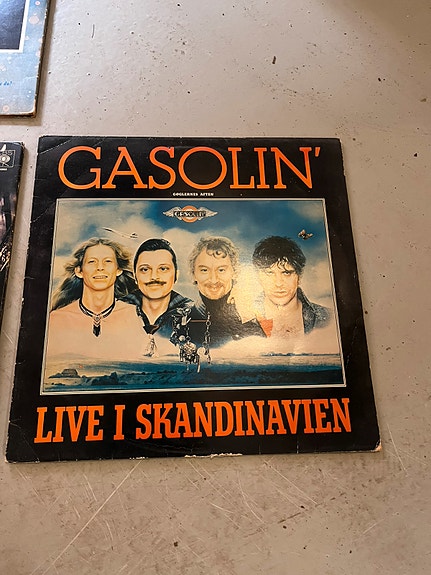 GASOLIN'
GØGLERNES AFTEN
GASOLIN'
LIVE I SKANDINAVIEN